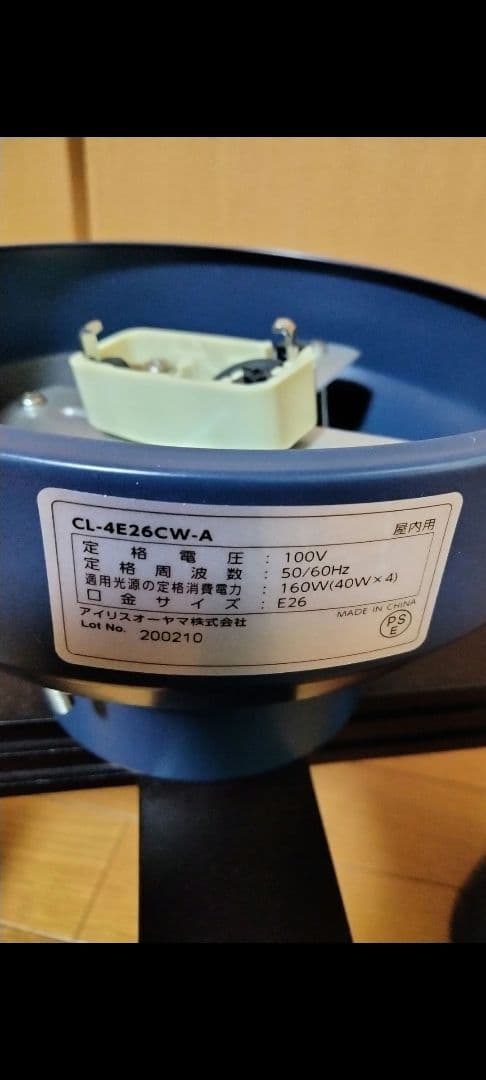 CL-4E26CW-A 屋内用
定格電圧 : 100V
定格周波数 : 50/60Hz
適用光源の定格消費電力 : 160W(40W×4)
口金サイズ : E26
アイリスオーヤマ株式会社 MADE IN CHINA
Lot No. 200210 PSE